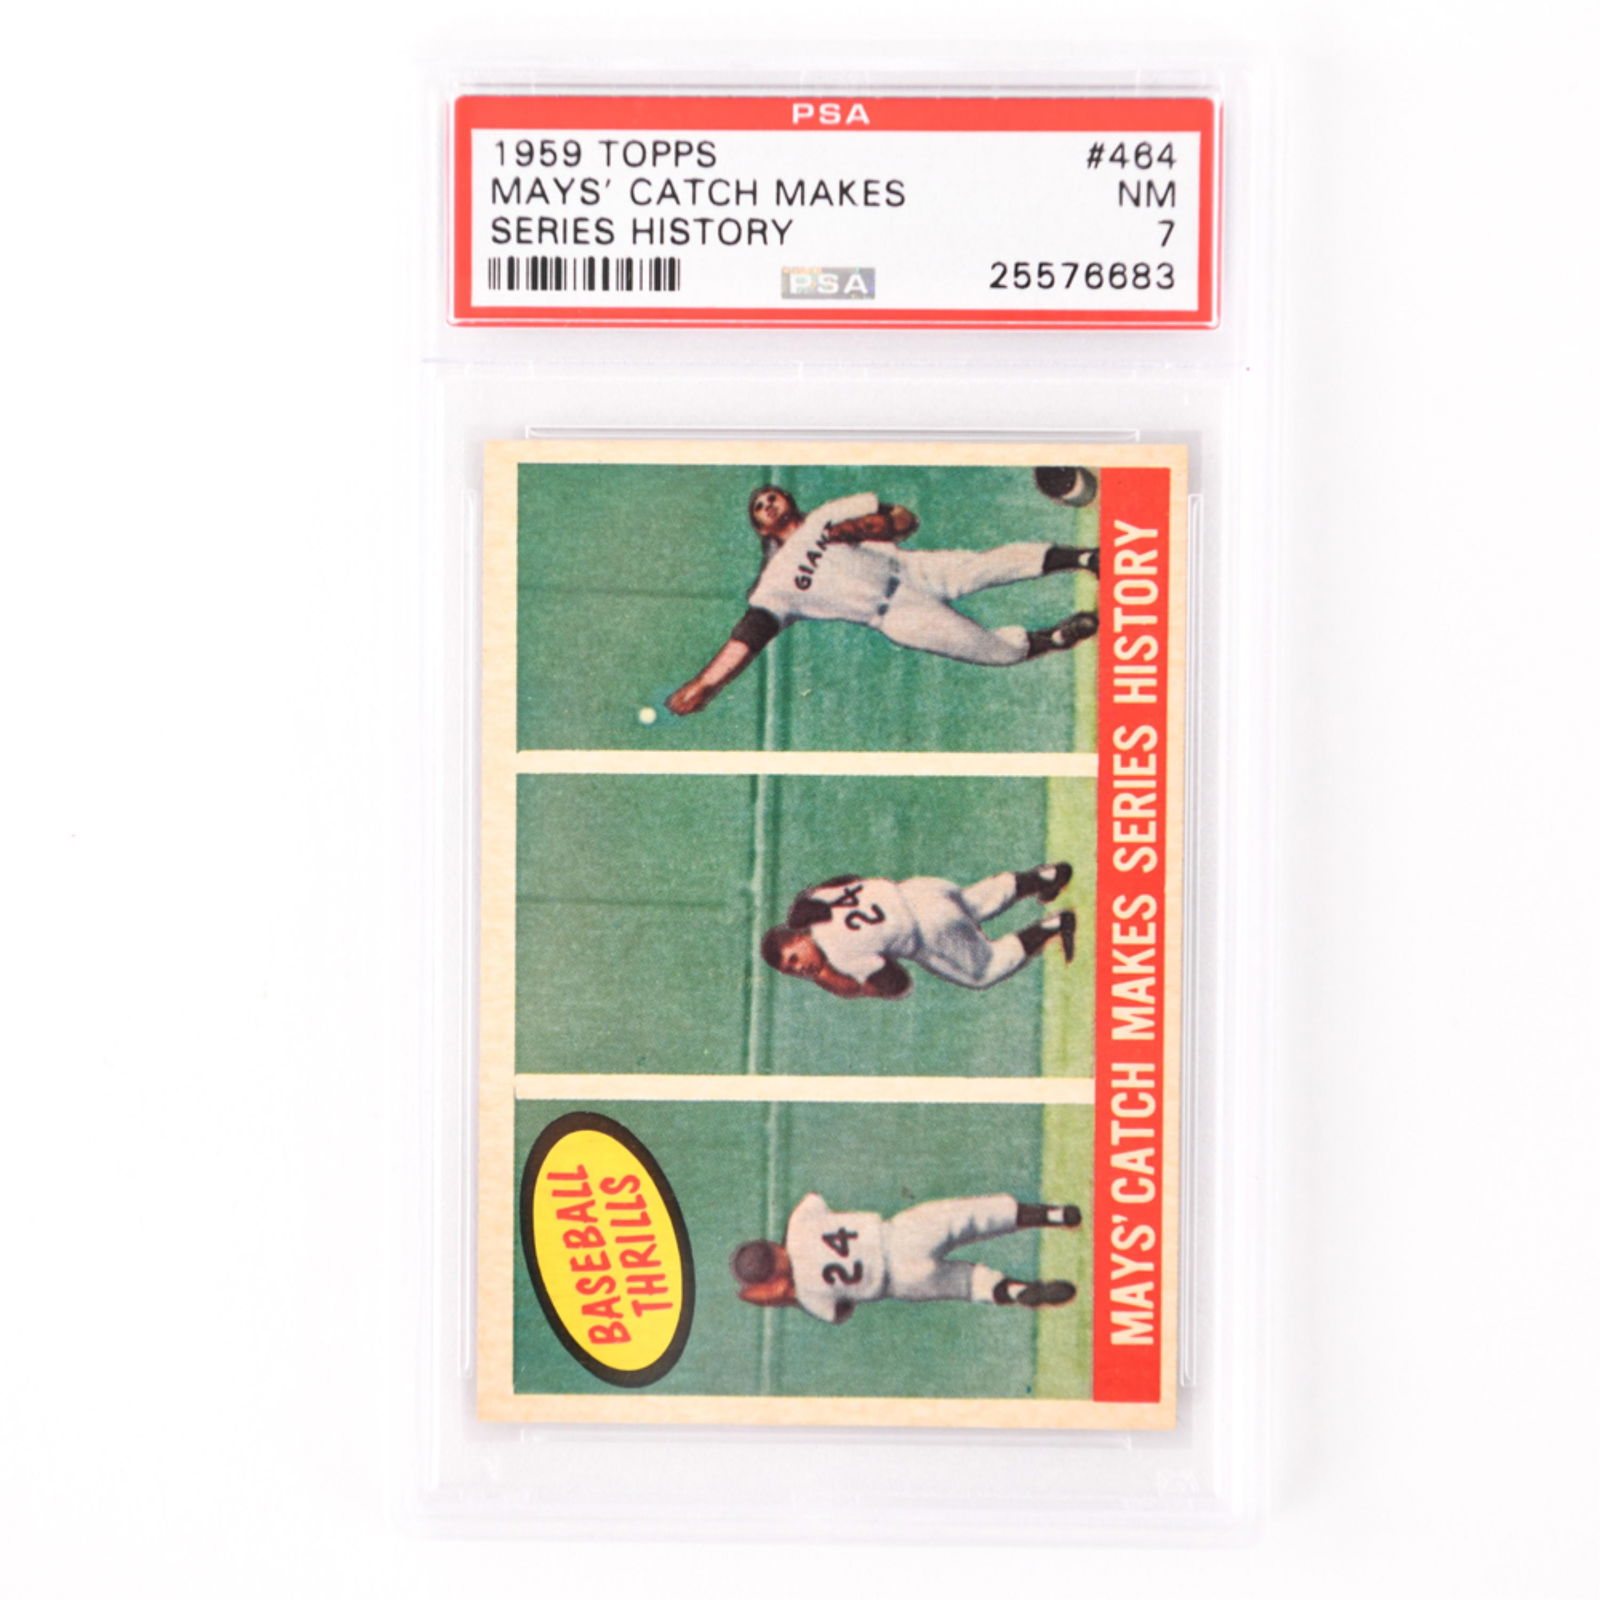 PSA
1959 TOPPS #464
MAYS' CATCH MAKES NM
SERIES HISTORY 7
PSA 25576683
GIANT
24
24
BASEBALL
THRILLS
MAYS' CATCH MAKES SERIES HISTORY